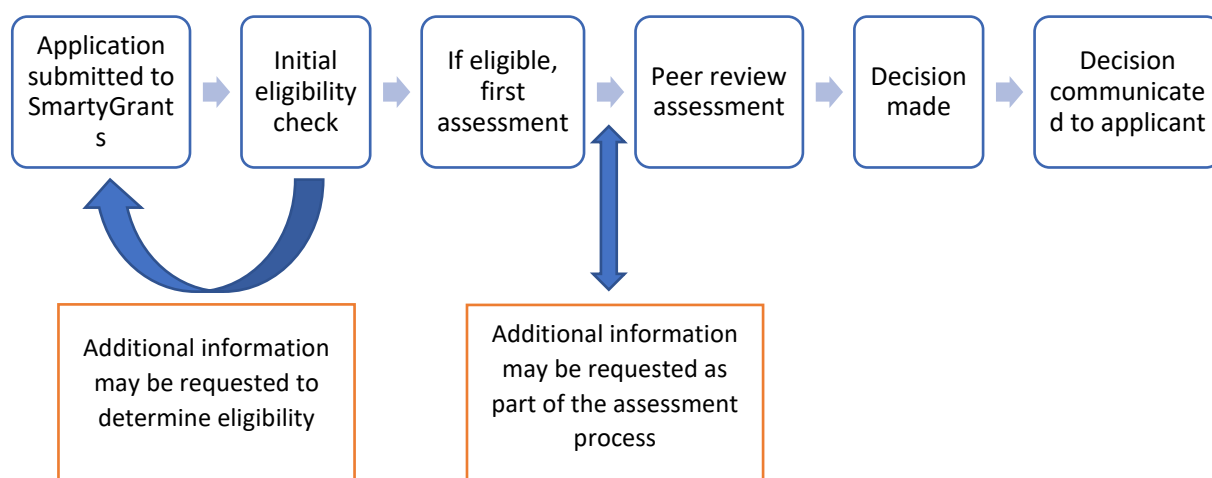 Application
submitted to
SmartyGrant
s
Initial
eligibility
check
If eligible,
first
assessment
Peer review
assessment
Decision
made
Decision
communicate
d to applicant
Additional information
may be requested to
determine eligibility
Additional information
may be requested as
part of the assessment
process